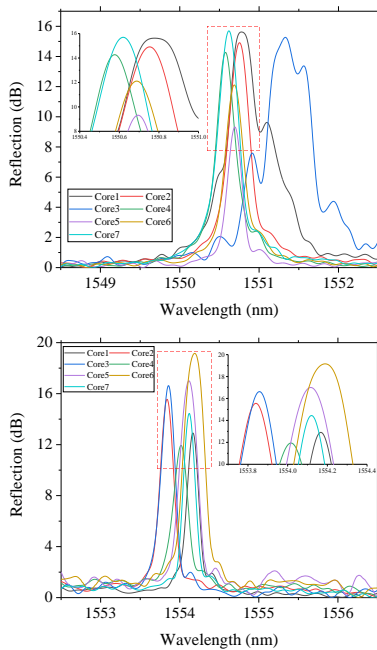 Reflection (dB)
16
14
12
10
8
6
4
2
0
16
14
12
10
8
1550.4
1550.6
1550.8
1551.0
Core1
Core2
Core3
Core4
Core5
Core6
Core7
1549
1550
1551
1552
Wavelength (nm)
Reflection (dB)
20
16
12
8
4
0
Core1
Core2
Core3
Core4
Core5
Core6
Core7
20
18
16
14
12
10
1553.8
1554.0
1554.2
1554.4
1553
1554
1555
1556
Wavelength (nm)